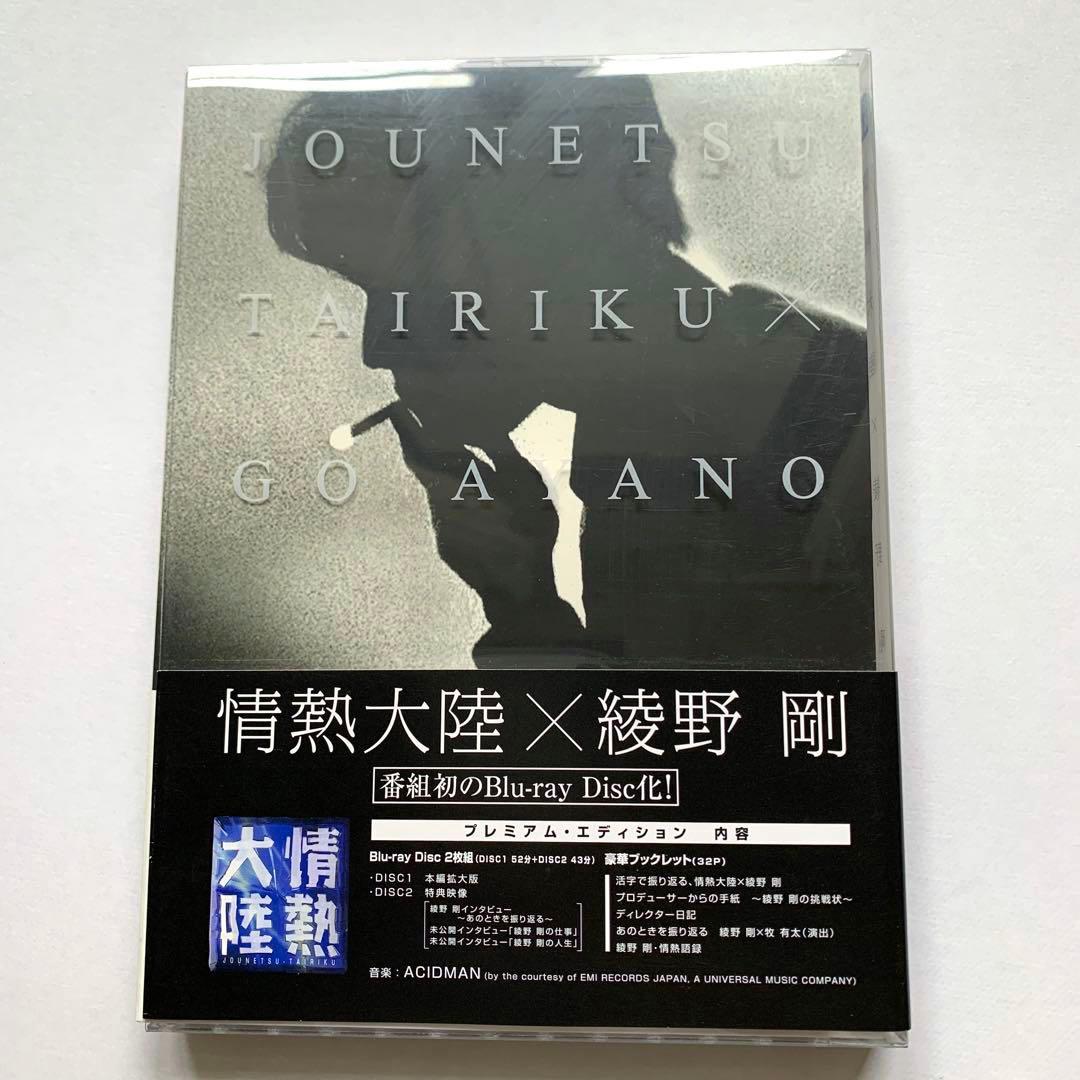 JOUNETSU
TAIRIKU×
GO AYANO
情熱大陸×綾野 剛
番組初のBlu-ray Disc化!
プレミアム・エディション 内容
Blu-ray Disc 2枚組(DISC1 52分+DISC2 43分)
・DISC1 本編拡大版
・DISC2 特典映像
綾野 剛インタビュー
～あのときを振り返る～
未公開インタビュー「綾野 剛の仕事」
未公開インタビュー「綾野 剛の人生」
豪華ブックレット(32P)
活字で振り返る、情熱大陸×綾野 剛
プロデューサーからの手紙 ～綾野 剛の挑戦状～
ディレクター日記
あのときを振り返る 綾野 剛×牧 有太(演出)
綾野 剛・情熱語録
音楽：ACIDMAN (by the courtesy of EMI RECORDS JAPAN, A UNIVERSAL MUSIC COMPANY)
情熱
大陸
JOUNETSU-TAIRIKU